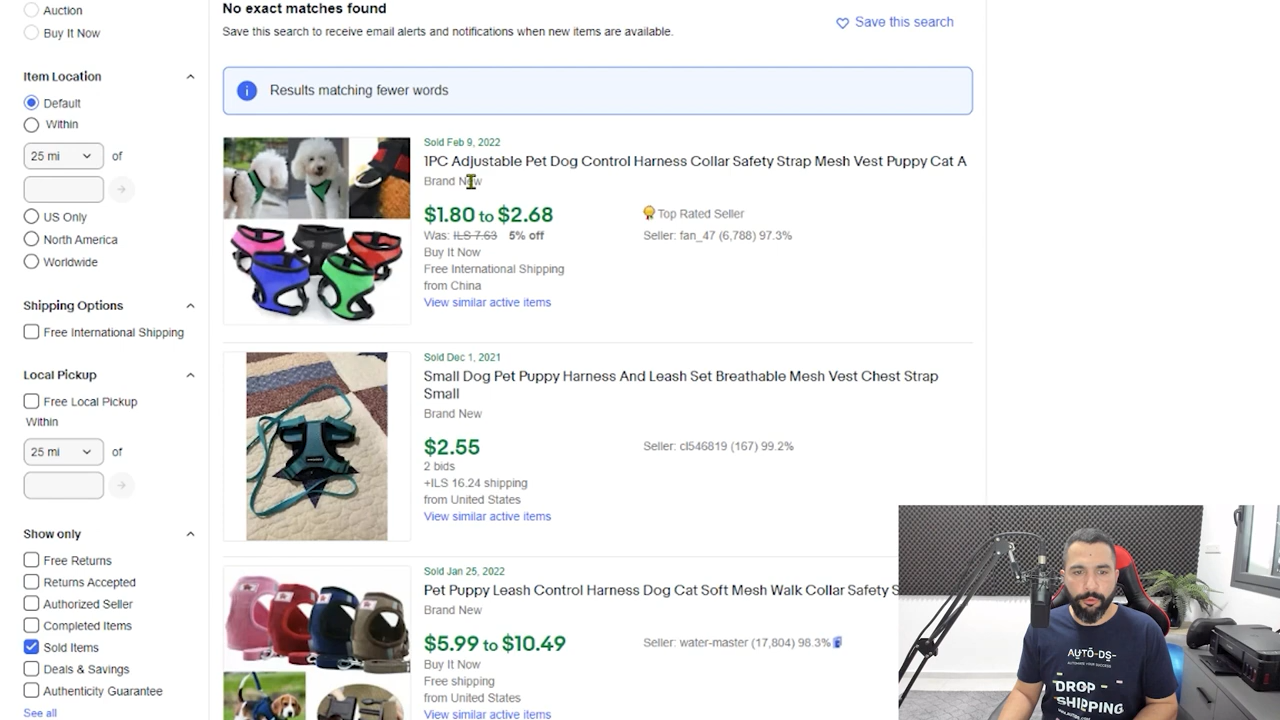 Auction
Buy It Now
Item Location
Default
Within
25 mi
of
US Only
North America
Worldwide
Shipping Options
Free International Shipping
Local Pickup
Free Local Pickup
Within
25 mi
of
Show only
Free Returns
Returns Accepted
Authorized Seller
Completed Items
Sold Items
Deals & Savings
Authenticity Guarantee
See all
No exact matches found
Save this search
Save this search to receive email alerts and notifications when new items are available.
Results matching fewer words
Sold Feb 9, 2022
1PC Adjustable Pet Dog Control Harness Collar Safety Strap Mesh Vest Puppy Cat A
Brand New
$1.80 to $2.68
Top Rated Seller
Was: ILS 7.63 5% off
Seller: fan_47 (6,788) 97.3%
Buy It Now
Free International Shipping
from China
View similar active items
Sold Dec 1, 2021
Small Dog Pet Puppy Harness And Leash Set Breathable Mesh Vest Chest Strap
Small
Brand New
$2.55
Seller: cl546819 (167) 99.2%
2 bids
+ILS 16.24 shipping
from United States
View similar active items
Sold Jan 25, 2022
Pet Puppy Leash Control Harness Dog Cat Soft Mesh Walk Collar Safety S
Brand New
$5.99 to $10.49
Seller: water-master (17,804) 98.3%
Buy It Now
Free shipping
from United States
View similar active items
AUTO-DS-
AUTOMATE YOUR SUCCESS
DROP
SHIPPING